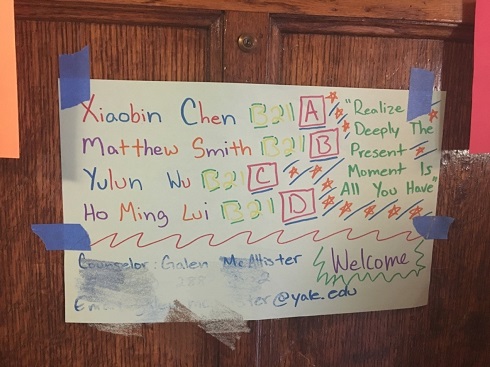 Xiaobin Chen B21 A
Matthew Smith B21 B
Yulun Wu B21 C
Ho Ming Lui B21 D
"Realize
Deeply The
Present
Moment Is
All You Have"
Counselor: Galen McAllister
Welcome
@yale.edu